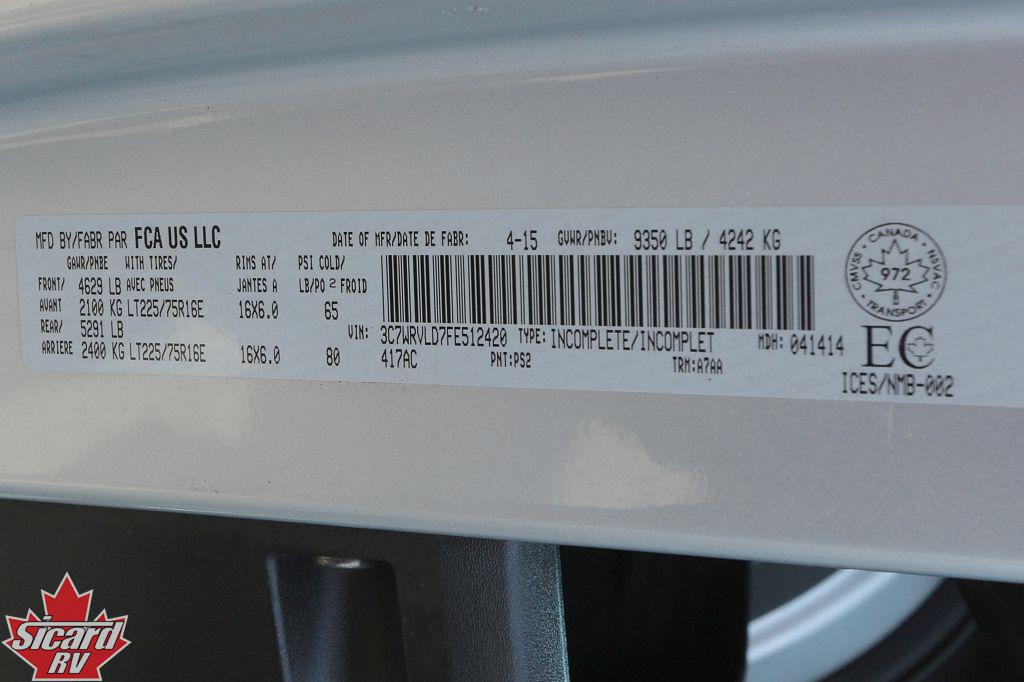 MFD BY/FABR PAR FCA US LLC
DATE OF MFR/DATE DE FABR: 4-15 GVWR/PNBV: 9350 LB / 4242 KG
GAWR/PNBE WITH TIRES/ RIMS AT/ PSI COLD/
FRONT/ 4629 LB AVEC PNEUS JANTES A LB/PO 2 FROID
AVANT 2100 KG LT225/75R16E 16X6.0 65
REAR/ 5291 LB
ARRIERE 2400 KG LT225/75R16E 16X6.0 80
VIN: 3C7WRVLD7FE512420 TYPE: INCOMPLETE/INCOMPLET MDH: 041414
417AC PNT:PS2 TRM:A7AA
CANADA
CMVSS 972 NSVAC
TRANSPORT
EC
ICES/NMB-002
Sicard
RV